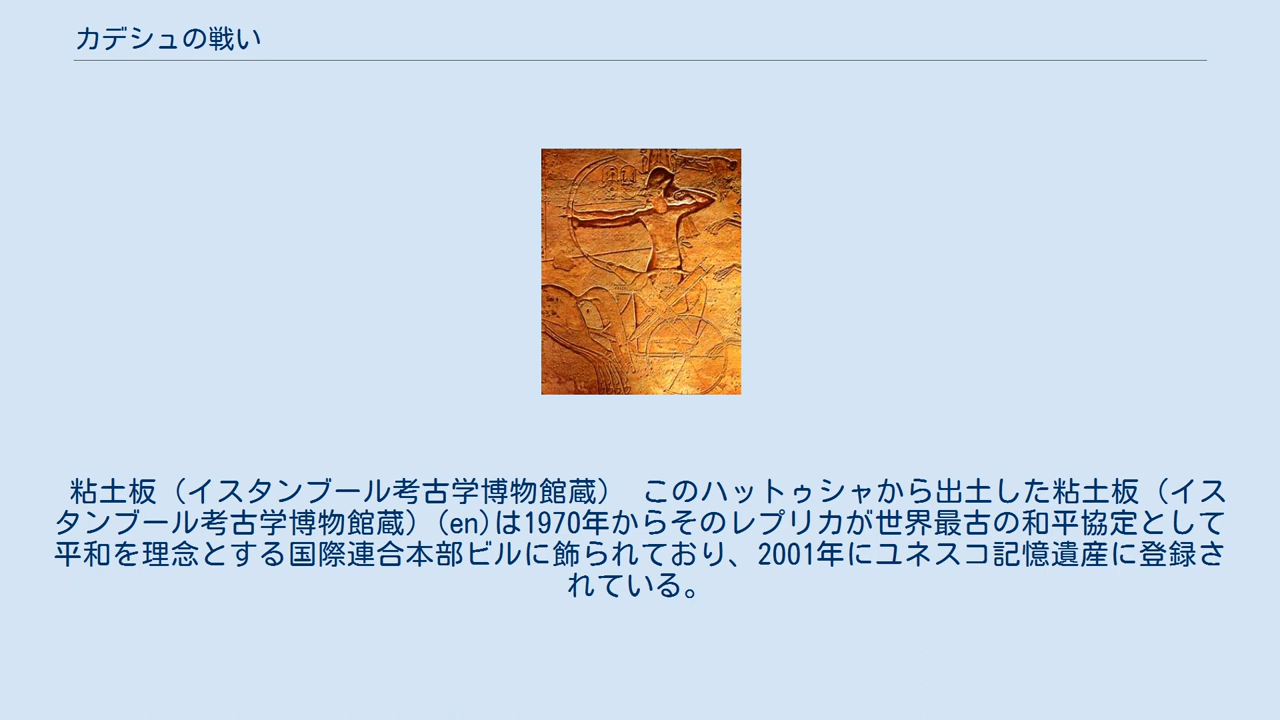 カデシュの戦い
粘土板（イスタンブール考古学博物館蔵）　このハットゥシャから出土した粘土板（イス
タンブール考古学博物館蔵）(en)は1970年からそのレプリカが世界最古の和平協定として
平和を理念とする国際連合本部ビルに飾られており、2001年にユネスコ記憶遺産に登録さ
れている。